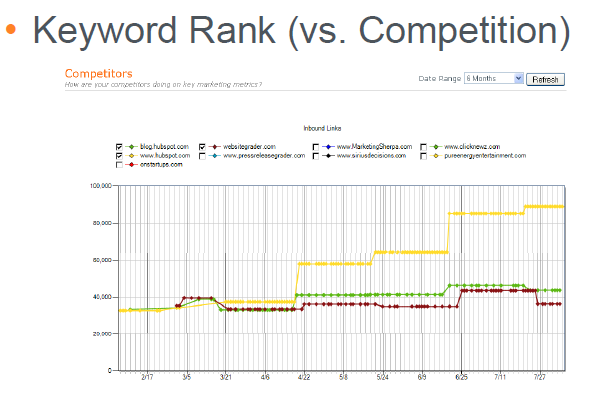 • Keyword Rank (vs. Competition)
Competitors
How are your competitors doing on key marketing metrics?
Date Range 6 Months Refresh
Inbound Links
blog.hubspot.com websitegrader.com www.MarketingSherpa.com www.clicknewz.com
www.hubspot.com www.pressreleasegrader.com www.siriusdecisions.com pureenergyentertainment.com
onstartups.com
100,000
80,000
60,000
40,000
20,000
0
2/17 3/5 3/21 4/6 4/22 5/8 5/24 6/9 6/25 7/11 7/27